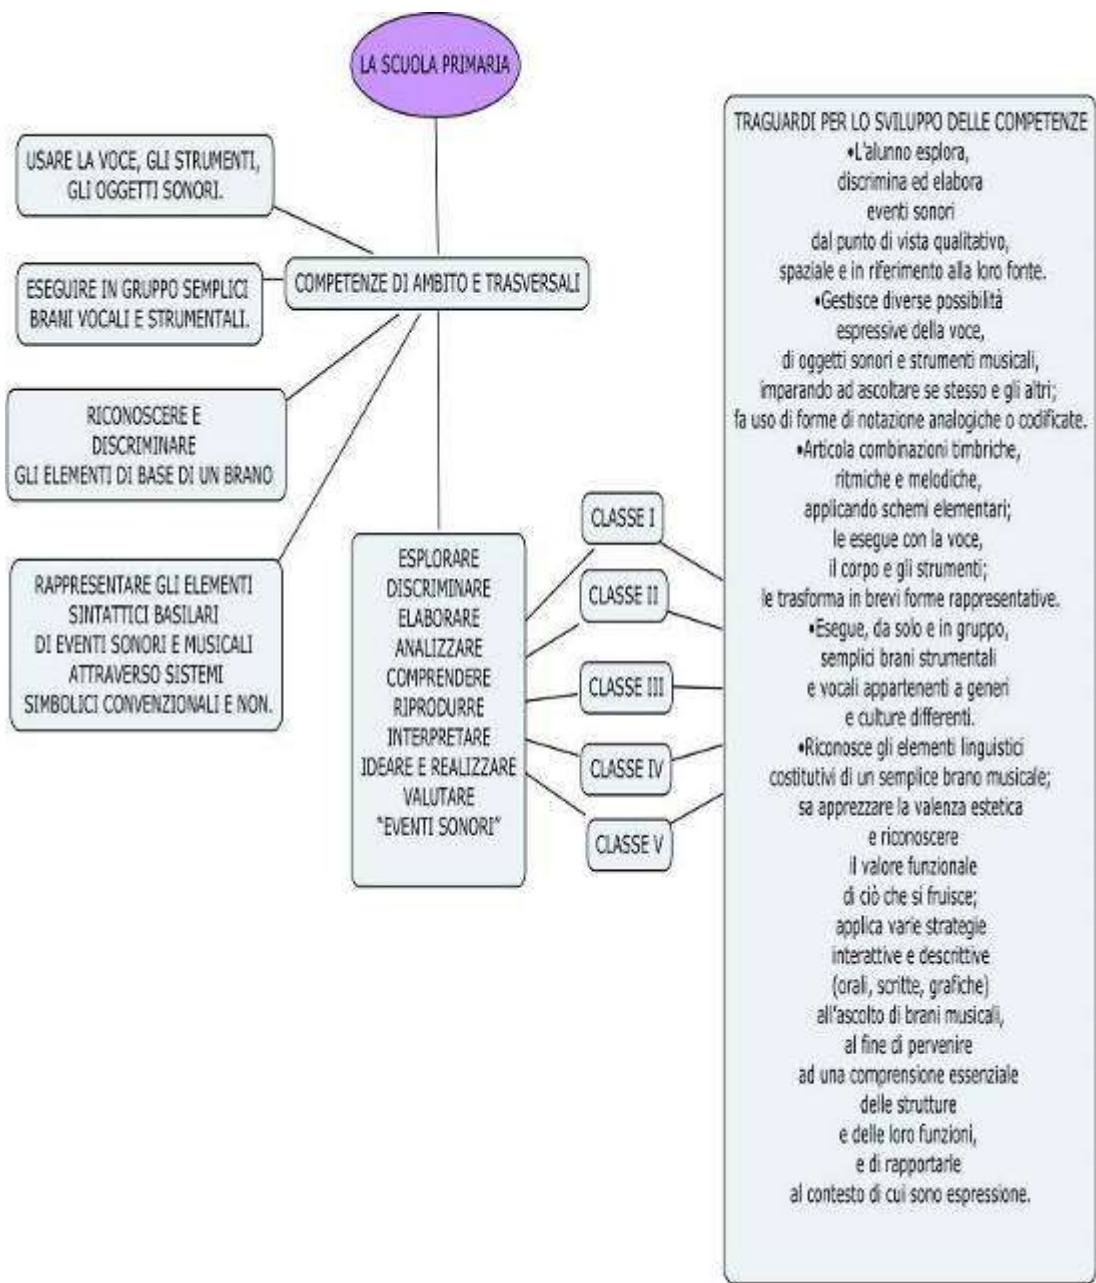 LA SCUOLA PRIMARIA
USARE LA VOCE, GLI STRUMENTI,
GLI OGGETTI SONORI.
ESEGUIRE IN GRUPPO SEMPLICI
BRANI VOCALI E STRUMENTALI.
COMPETENZE DI AMBITO E TRASVERSALI
RICONOSCERE E
DISCRIMINARE
GLI ELEMENTI DI BASE DI UN BRANO
RAPPRESENTARE GLI ELEMENTI
SINTATTICI BASILARI
DI EVENTI SONORI E MUSICALI
ATTRAVERSO SISTEMI
SIMBOLICI CONVENZIONALI E NON.
ESPLORARE
DISCRIMINARE
ELABORARE
ANALIZZARE
COMPRENDERE
RIPRODURRE
INTERPRETARE
IDEARE E REALIZZARE
VALUTARE
"EVENTI SONORI"
CLASSE I
CLASSE II
CLASSE III
CLASSE IV
CLASSE V
TRAGUARDI PER LO SVILUPPO DELLE COMPETENZE
•L'alunno esplora,
discrimina ed elabora
eventi sonori
dal punto di vista qualitativo,
spaziale e in riferimento alla loro fonte.
•Gestisce diverse possibilità
espressive della voce,
di oggetti sonori e strumenti musicali,
imparando ad ascoltare se stesso e gli altri;
fa uso di forme di notazione analogiche o codificate.
•Articola combinazioni timbriche,
ritmiche e melodiche,
applicando schemi elementari;
le esegue con la voce,
il corpo e gli strumenti;
le trasforma in brevi forme rappresentative.
•Esegue, da solo e in gruppo,
semplici brani strumentali
e vocali appartenenti a generi
e culture differenti.
•Riconosce gli elementi linguistici
costitutivi di un semplice brano musicale;
sa apprezzare la valenza estetica
e riconoscere
il valore funzionale
di ciò che si fruisce;
applica varie strategie
interattive e descrittive
(orali, scritte, grafiche)
all'ascolto di brani musicali,
al fine di pervenire
ad una comprensione essenziale
delle strutture
e delle loro funzioni,
e di rapportarle
al contesto di cui sono espressione.